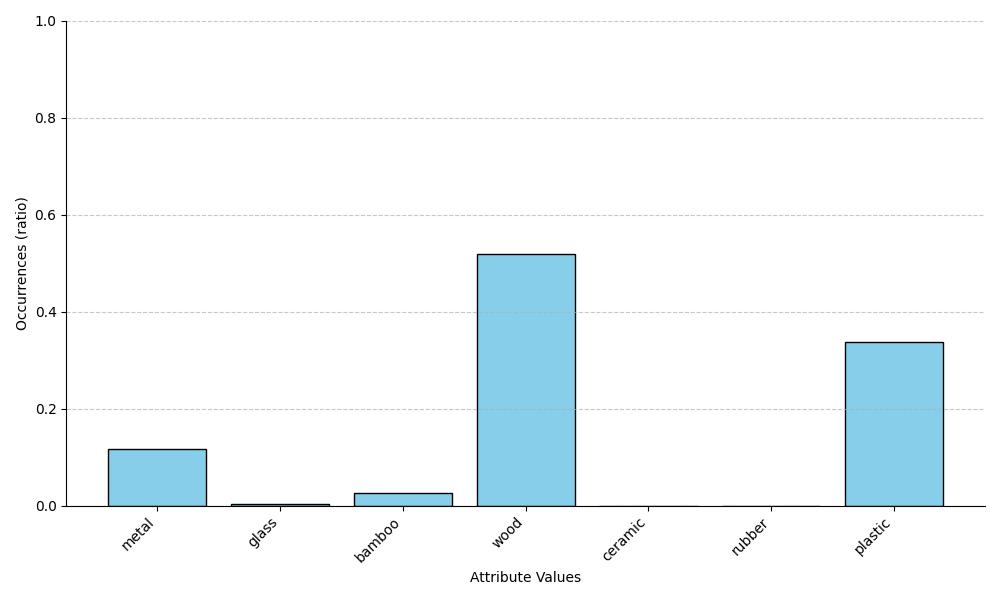 1.0
0.8
0.6
0.4
0.2
0.0
Occurrences (ratio)
metal
glass
bamboo
wood
ceramic
rubber
plastic
Attribute Values